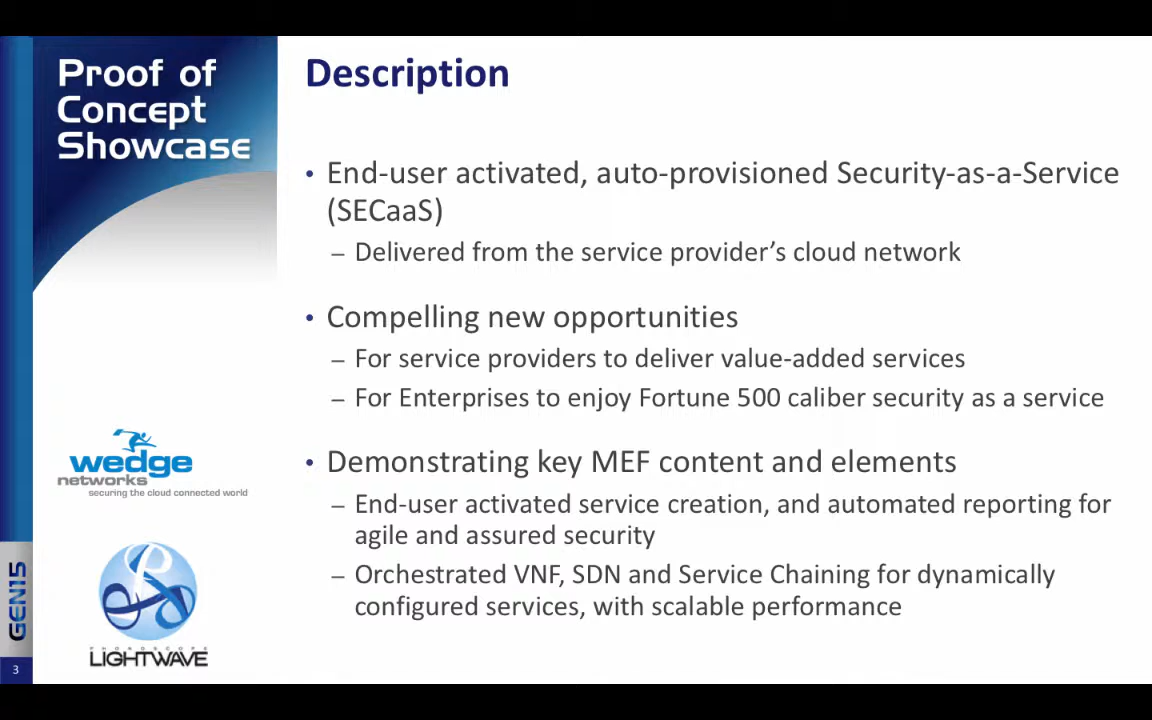 Proof of
Concept
Showcase
Description
• End-user activated, auto-provisioned Security-as-a-Service
(SECaaS)
– Delivered from the service provider’s cloud network
• Compelling new opportunities
– For service providers to deliver value-added services
– For Enterprises to enjoy Fortune 500 caliber security as a service
• Demonstrating key MEF content and elements
– End-user activated service creation, and automated reporting for
agile and assured security
– Orchestrated VNF, SDN and Service Chaining for dynamically
configured services, with scalable performance
wedge
networks
securing the cloud connected world
PHONOSCOPE
LIGHTWAVE
GEN15
3